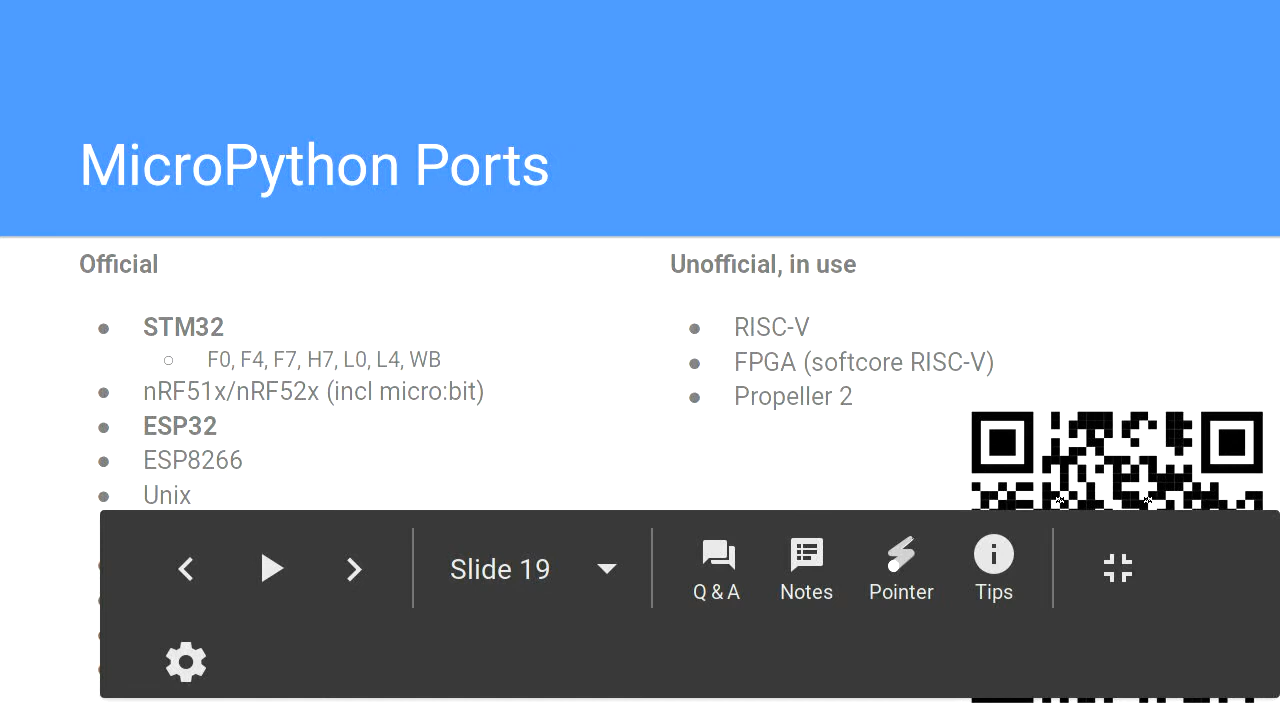 MicroPython Ports
Official
● STM32
○ F0, F4, F7, H7, L0, L4, WB
● nRF51x/nRF52x (incl micro:bit)
● ESP32
● ESP8266
● Unix
Unofficial, in use
● RISC-V
● FPGA (softcore RISC-V)
● Propeller 2
Slide 19
Q & A
Notes
Pointer
Tips